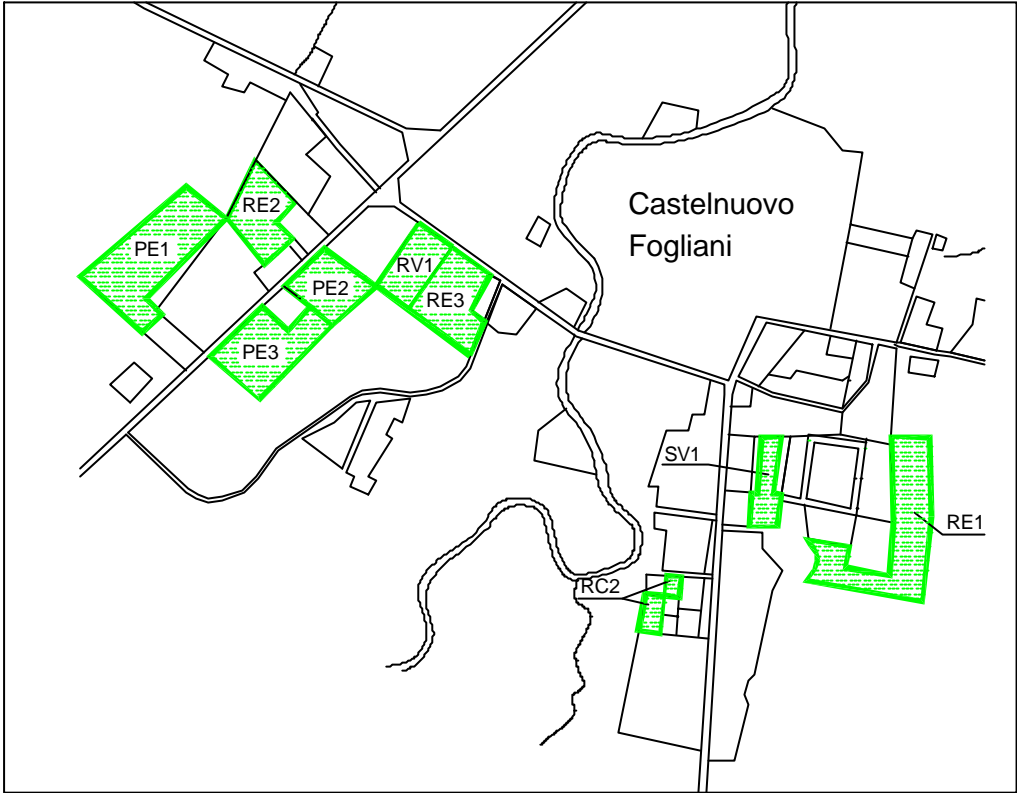 Castelnuovo
Fogliani
RE2
PE1
RV1
PE2
RE3
PE3
SV1
RE1
RC2